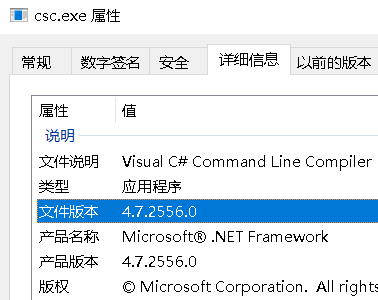 csc.exe 属性
常规 数字签名 安全 详细信息 以前的版本
属性 值
说明
文件说明 Visual C# Command Line Compiler
类型 应用程序
文件版本 4.7.2556.0
产品名称 Microsoft® .NET Framework
产品版本 4.7.2556.0
版权 © Microsoft Corporation. All rights